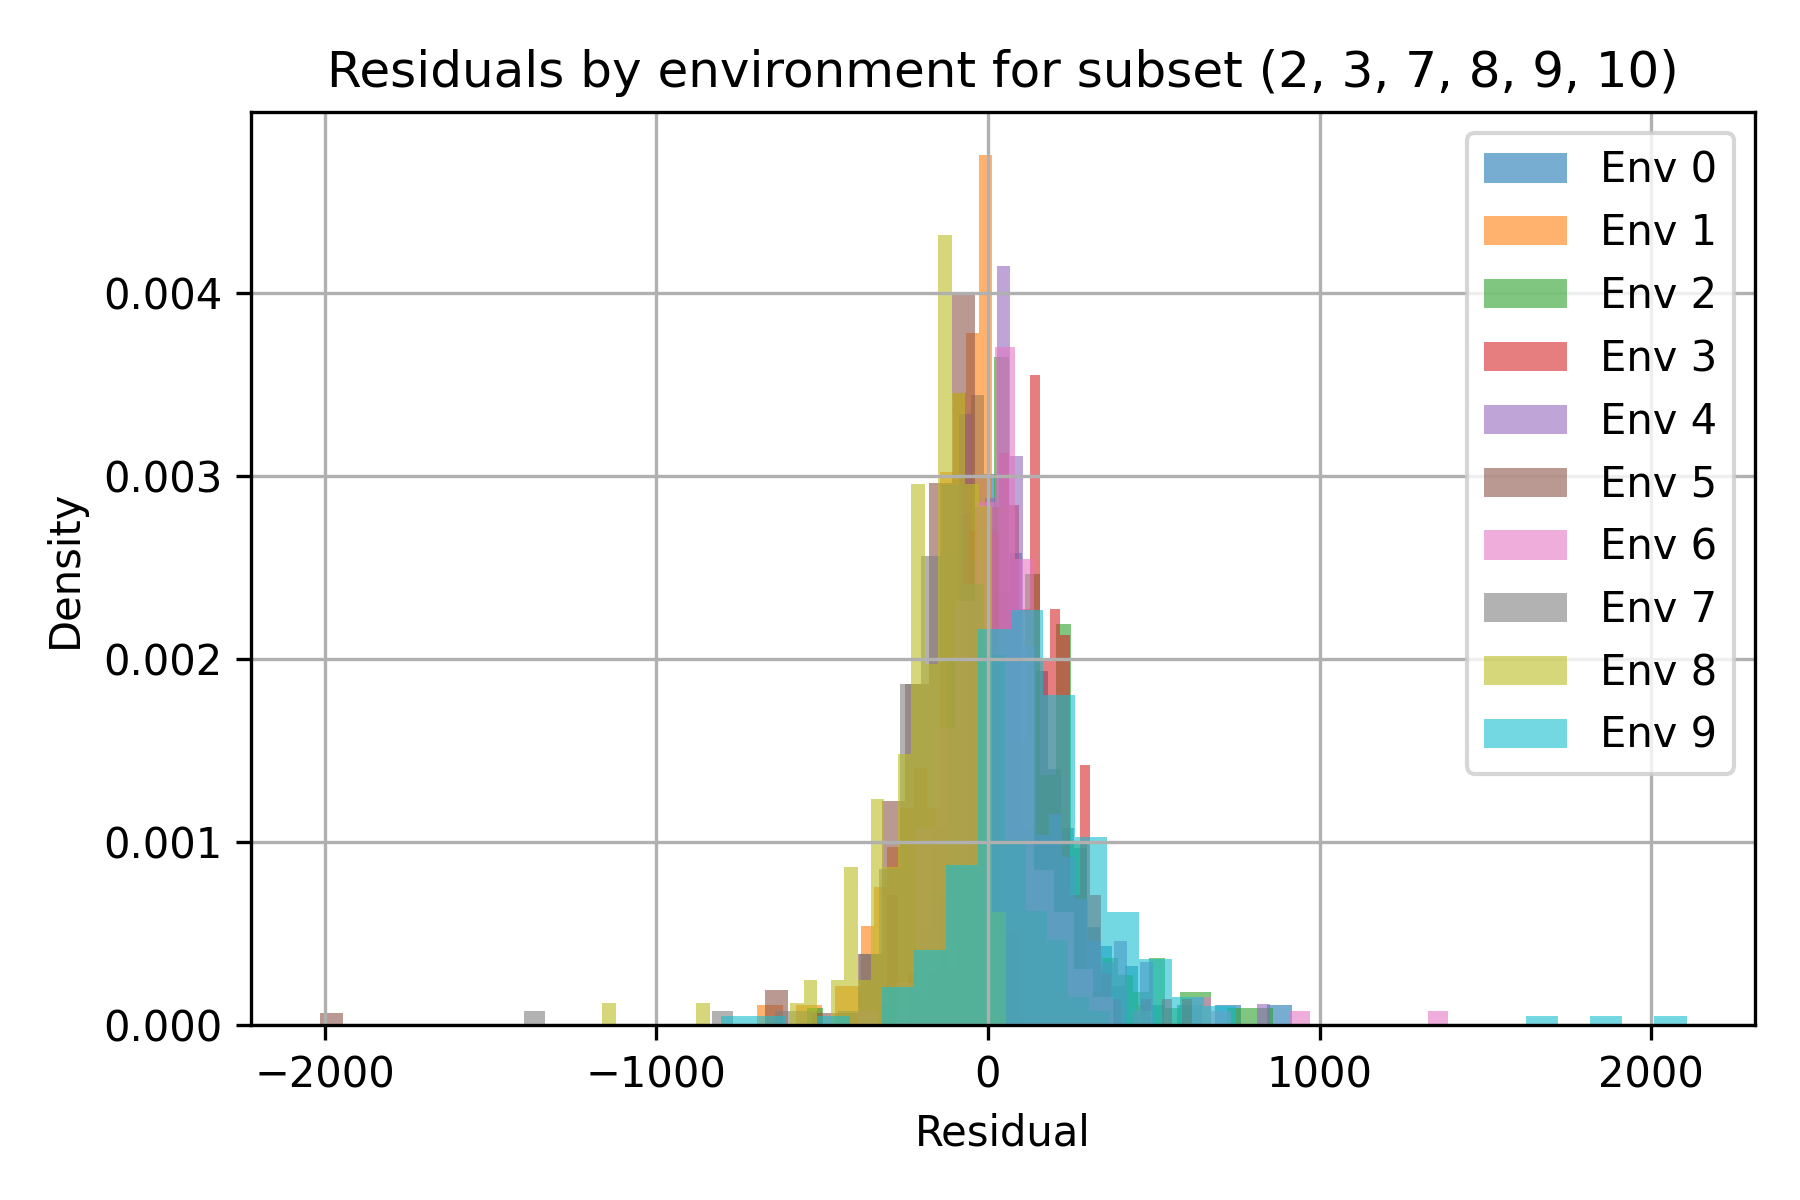 Residuals by environment for subset (2, 3, 7, 8, 9, 10)
Env 0
Env 1
Env 2
Env 3
Env 4
Env 5
Env 6
Env 7
Env 8
Env 9
Density
0.004
0.003
0.002
0.001
0.000
−2000 −1000 0 1000 2000
Residual